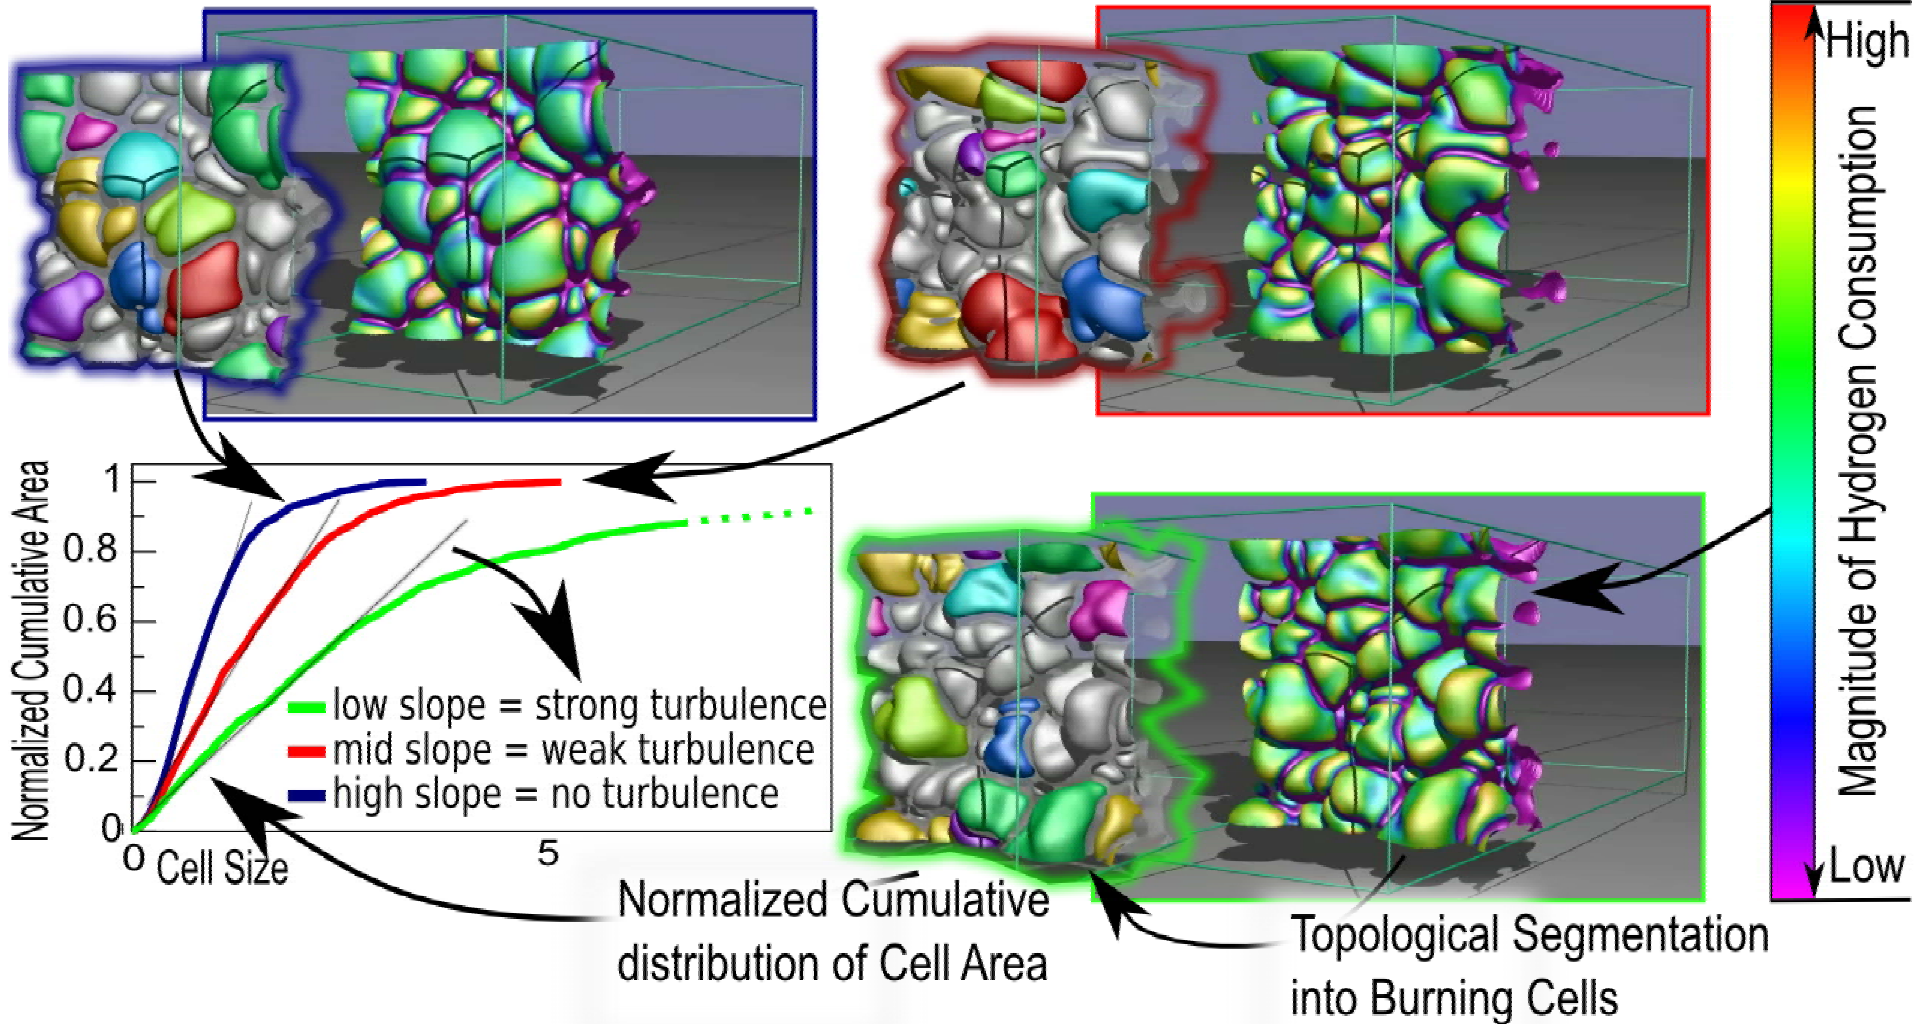 High
Magnitude of Hydrogen Consumption
Low
Normalized Cumulative Area
1
0.8
0.6
0.4
0.2
0
0
5
Cell Size
low slope = strong turbulence
mid slope = weak turbulence
high slope = no turbulence
Normalized Cumulative
distribution of Cell Area
Topological Segmentation
into Burning Cells